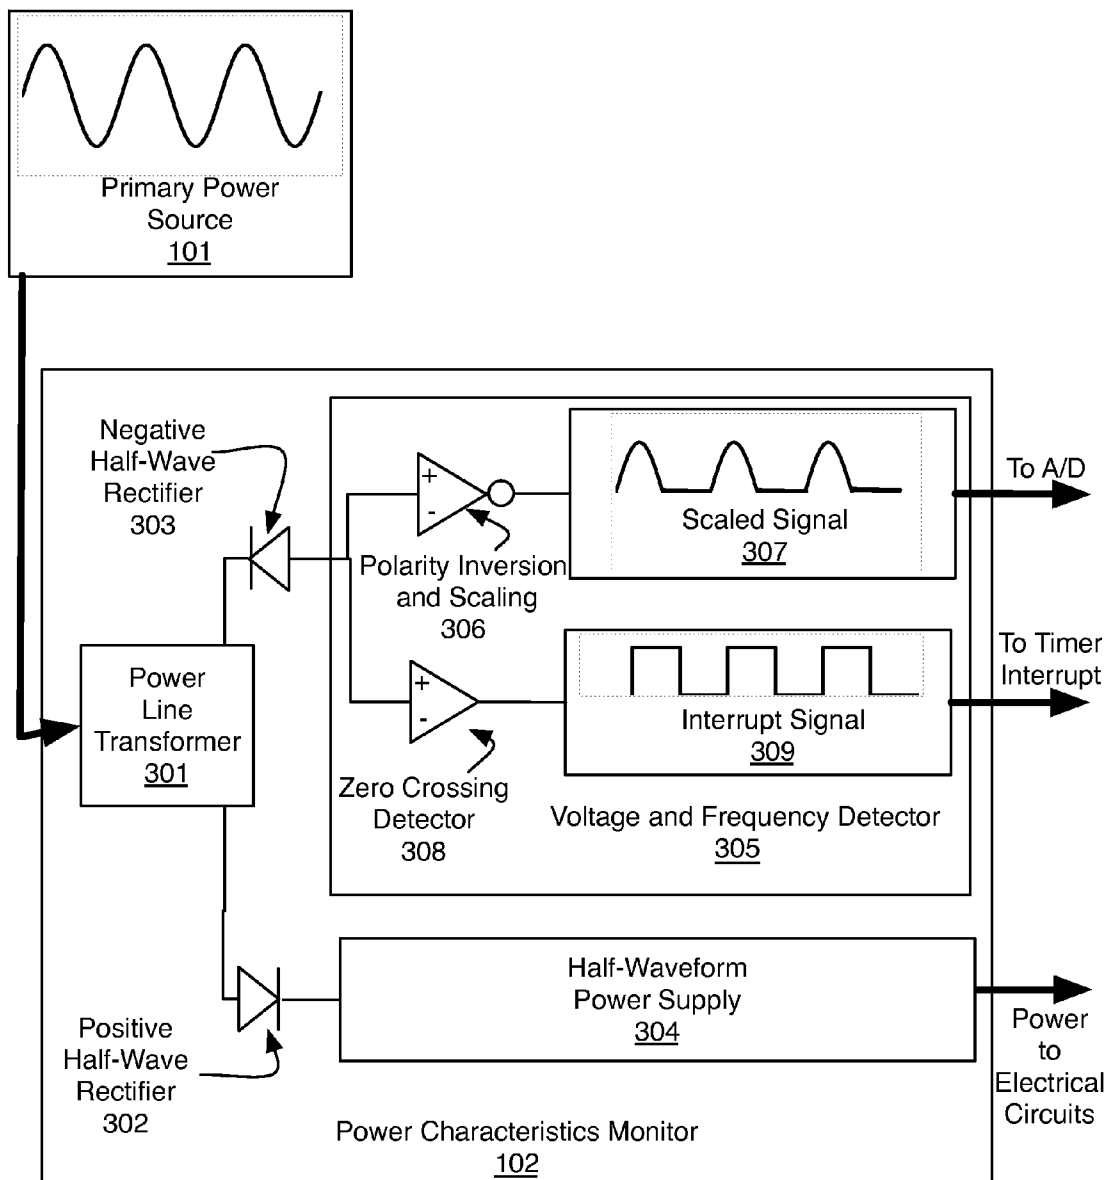 Primary Power
Source
101
Negative
Half-Wave
Rectifier
303
+
-
Polarity Inversion
and Scaling
306
Scaled Signal
307
To A/D
Power
Line
Transformer
301
+
-
Zero Crossing
Detector
308
Interrupt Signal
309
To Timer
Interrupt
Voltage and Frequency Detector
305
Positive
Half-Wave
Rectifier
302
Half-Waveform
Power Supply
304
Power
to
Electrical
Circuits
Power Characteristics Monitor
102